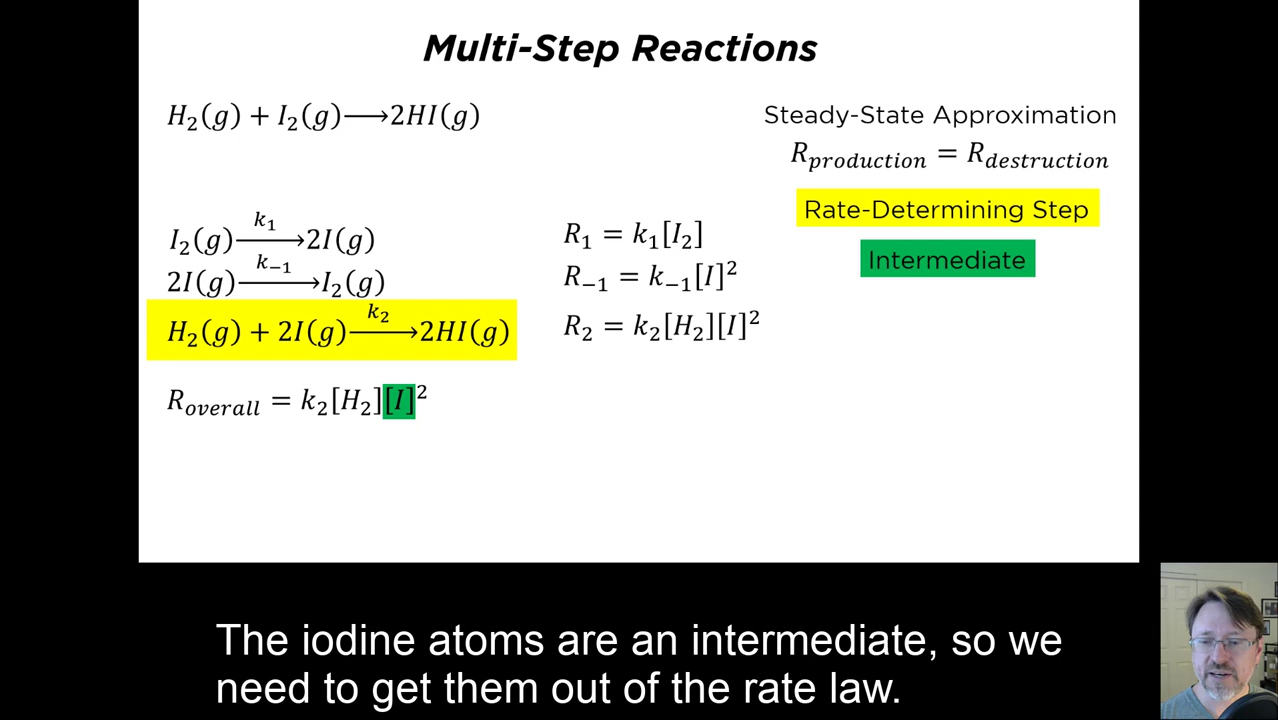 Multi-Step Reactions
H₂(g) + I₂(g) ⟶ 2HI(g)
Steady-State Approximation
R_production = R_destruction
Rate-Determining Step
Intermediate
k₁
I₂(g) ⟶ 2I(g)
R₁ = k₁[I₂]
k₋₁
2I(g) ⟶ I₂(g)
R₋₁ = k₋₁[I]²
k₂
H₂(g) + 2I(g) ⟶ 2HI(g)
R₂ = k₂[H₂][I]²
R_overall = k₂[H₂][I]²
The iodine atoms are an intermediate, so we
need to get them out of the rate law.